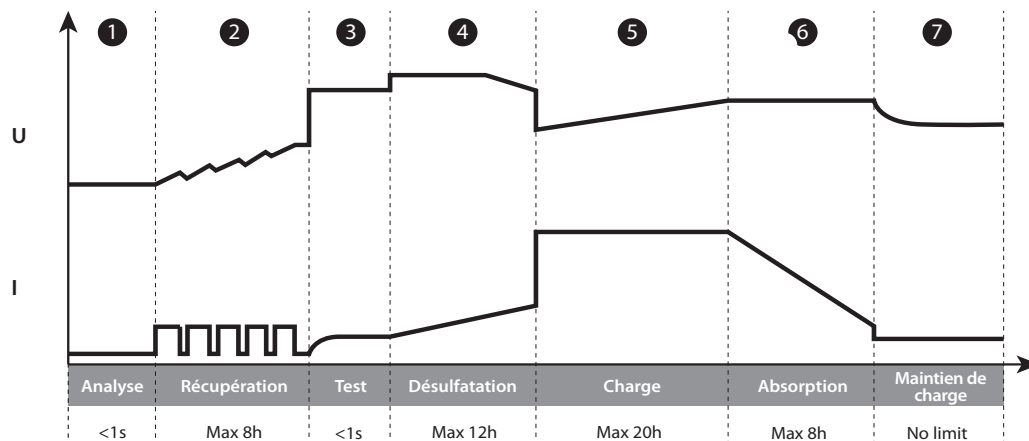 1 2 3 4 5 6 7
U
I
Analyse Récupération Test Désulfatation Charge Absorption Maintien de
charge
<1s Max 8h <1s Max 12h Max 20h Max 8h No limit